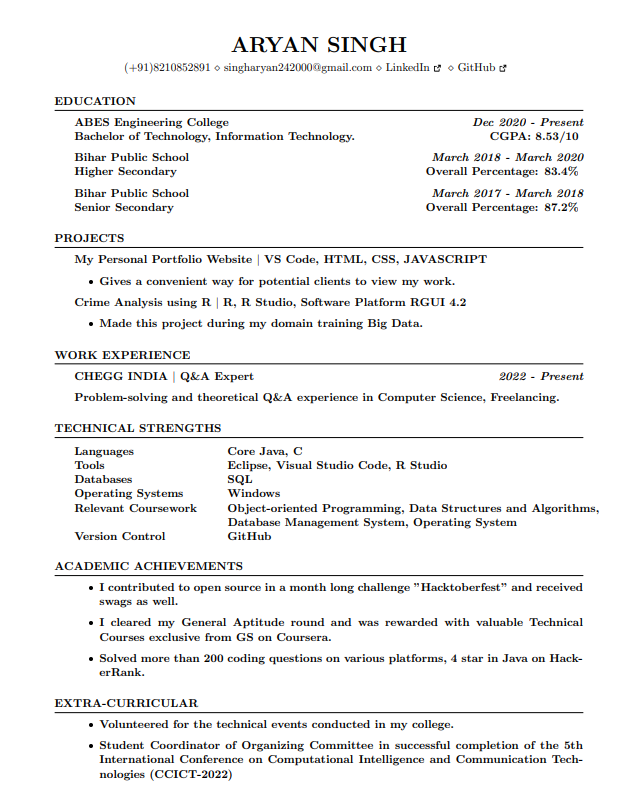 ARYAN SINGH
(+91)8210852891 ⋄ singharyan242000@gmail.com ⋄ LinkedIn ⋄ GitHub
EDUCATION
ABES Engineering College Dec 2020 - Present
Bachelor of Technology, Information Technology. CGPA: 8.53/10
Bihar Public School March 2018 - March 2020
Higher Secondary Overall Percentage: 83.4%
Bihar Public School March 2017 - March 2018
Senior Secondary Overall Percentage: 87.2%
PROJECTS
My Personal Portfolio Website | VS Code, HTML, CSS, JAVASCRIPT
• Gives a convenient way for potential clients to view my work.
Crime Analysis using R | R, R Studio, Software Platform RGUI 4.2
• Made this project during my domain training Big Data.
WORK EXPERIENCE
CHEGG INDIA | Q&A Expert 2022 - Present
Problem-solving and theoretical Q&A experience in Computer Science, Freelancing.
TECHNICAL STRENGTHS
Languages Core Java, C
Tools Eclipse, Visual Studio Code, R Studio
Databases SQL
Operating Systems Windows
Relevant Coursework Object-oriented Programming, Data Structures and Algorithms,
Database Management System, Operating System
Version Control GitHub
ACADEMIC ACHIEVEMENTS
• I contributed to open source in a month long challenge ”Hacktoberfest” and received
swags as well.
• I cleared my General Aptitude round and was rewarded with valuable Technical
Courses exclusive from GS on Coursera.
• Solved more than 200 coding questions on various platforms, 4 star in Java on Hack-
erRank.
EXTRA-CURRICULAR
• Volunteered for the technical events conducted in my college.
• Student Coordinator of Organizing Committee in successful completion of the 5th
International Conference on Computational Intelligence and Communication Tech-
nologies (CCICT-2022)